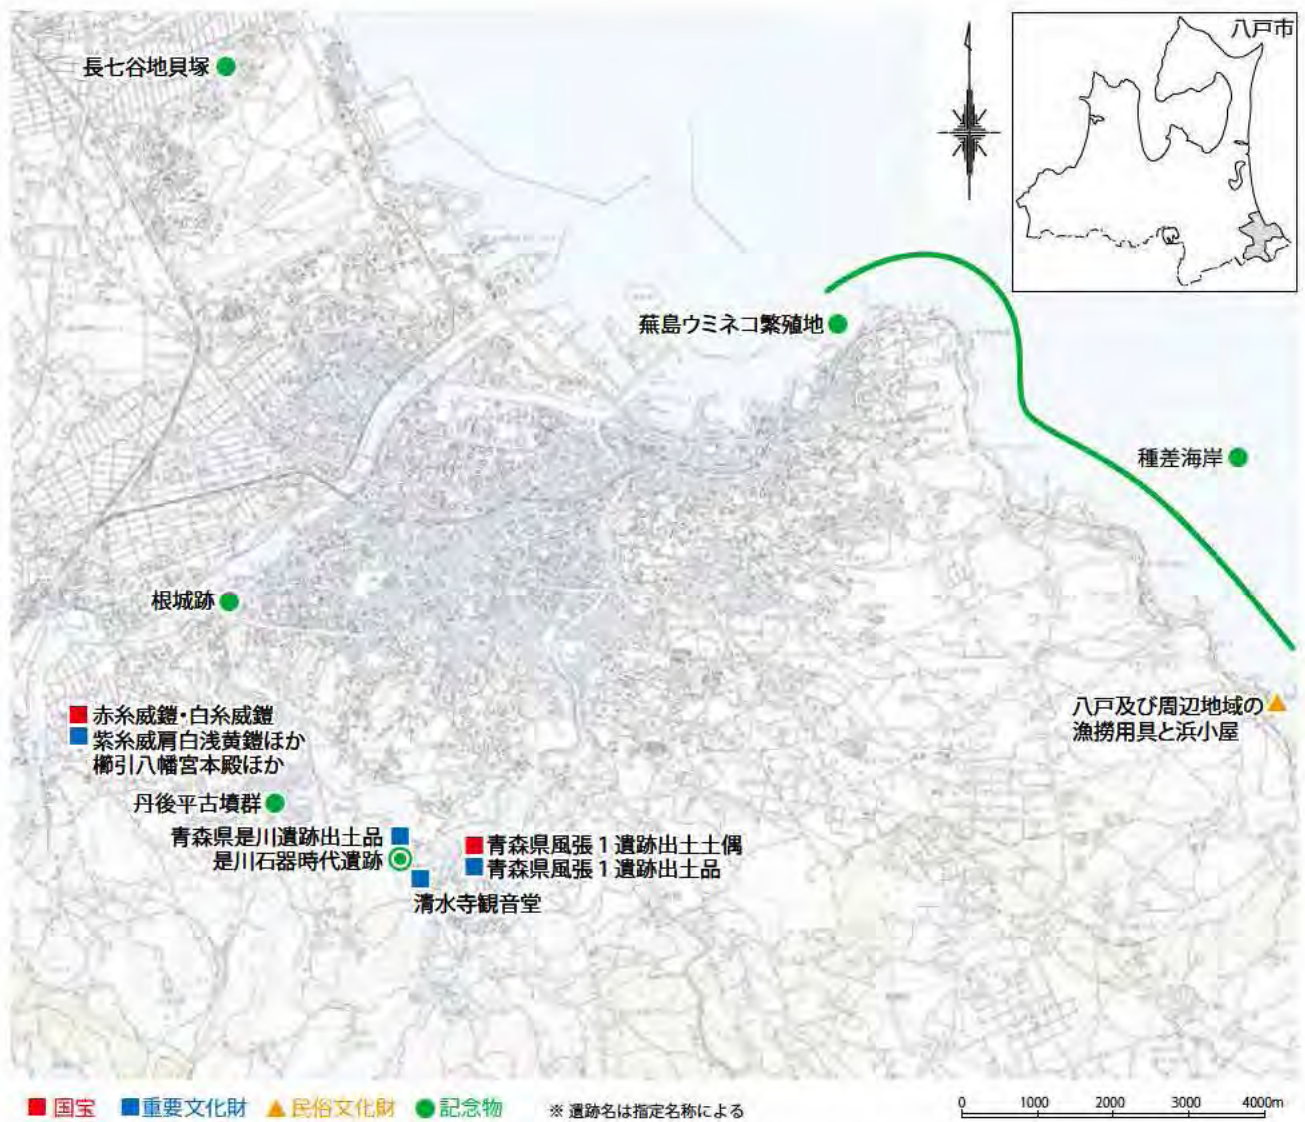 八戸市
長七谷地貝塚
蕪島ウミネコ繁殖地
種差海岸
根城跡
八戸及び周辺地域の
漁撈用具と浜小屋
赤糸威鎧・白糸威鎧
紫糸威肩白浅黄鎧ほか
櫛引八幡宮本殿ほか
丹後平古墳群
青森県是川遺跡出土品
是川石器時代遺跡
青森県風張1遺跡出土土偶
青森県風張1遺跡出土品
清水寺観音堂
国宝 重要文化財 民俗文化財 記念物 ※ 遺跡名は指定名称による
0 1000 2000 3000 4000m